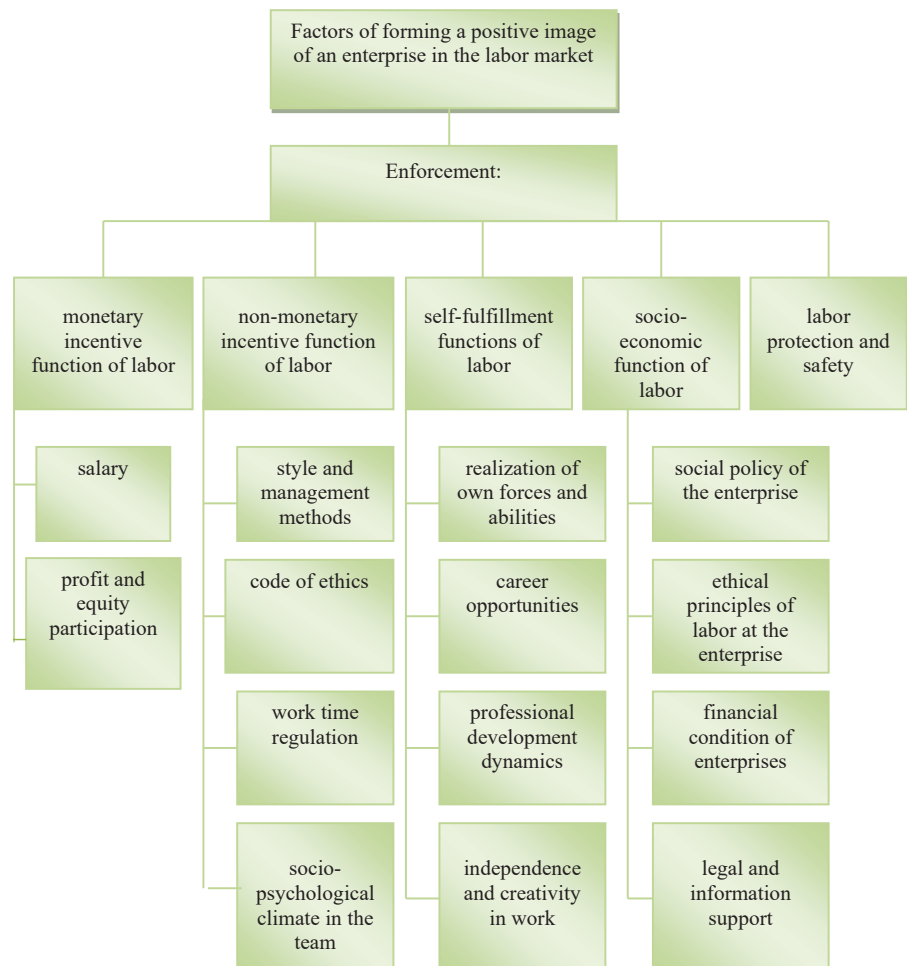 Factors of forming a positive image
of an enterprise in the labor market
Enforcement:
monetary
incentive
function of labor
non-monetary
incentive function
of labor
self-fulfillment
functions of
labor
socio-
economic
function of
labor
labor
protection and
safety
salary
profit and
equity
participation
style and
management
methods
code of ethics
work time
regulation
socio-
psychological
climate in the
team
realization of
own forces and
abilities
career
opportunities
professional
development
dynamics
independence
and creativity
in work
social policy of
the enterprise
ethical
principles of
labor at the
enterprise
financial
condition of
enterprises
legal and
information
support